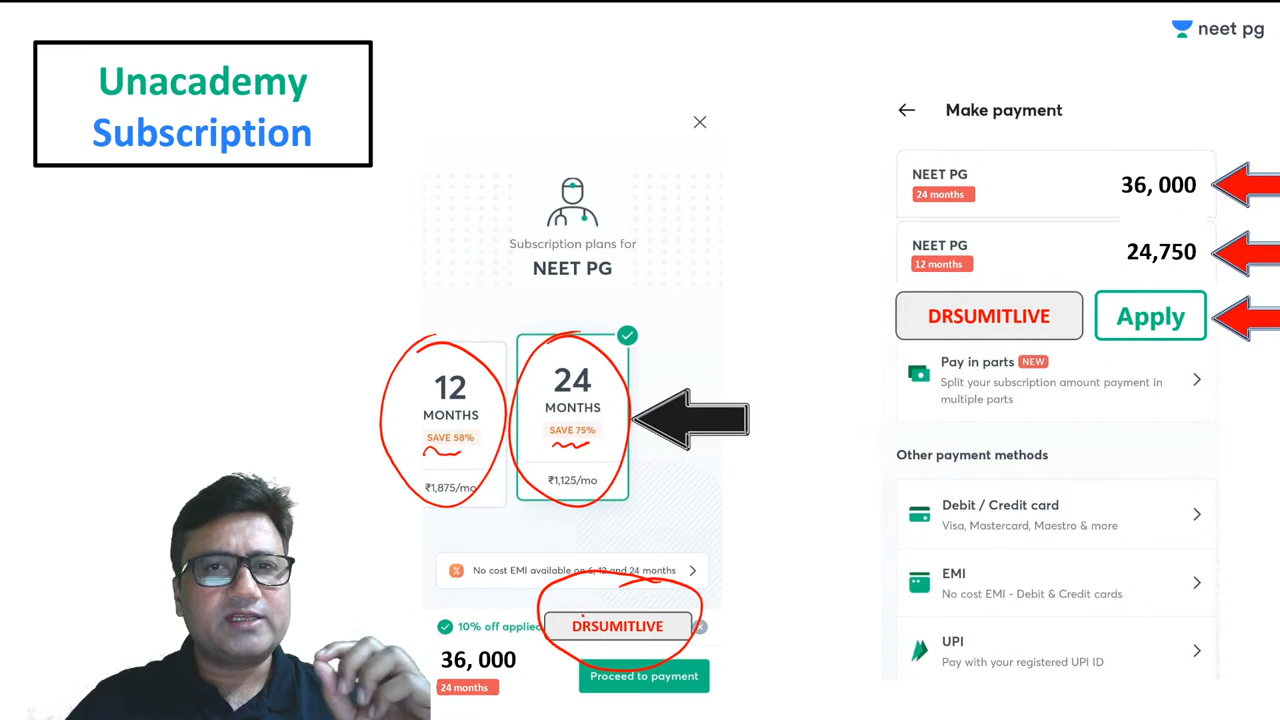 neet pg
Unacademy
Subscription
Subscription plans for
NEET PG
12
MONTHS
SAVE 58%
₹1,875/mo
24
MONTHS
SAVE 75%
₹1,125/mo
No cost EMI available on 6, 12 and 24 months
10% off applied
DRSUMITLIVE
36, 000
24 months
Proceed to payment
Make payment
NEET PG
24 months
36, 000
NEET PG
12 months
24,750
DRSUMITLIVE
Apply
Pay in parts NEW
Split your subscription amount payment in
multiple parts
Other payment methods
Debit / Credit card
Visa, Mastercard, Maestro & more
EMI
No cost EMI - Debit & Credit cards
UPI
Pay with your registered UPI ID